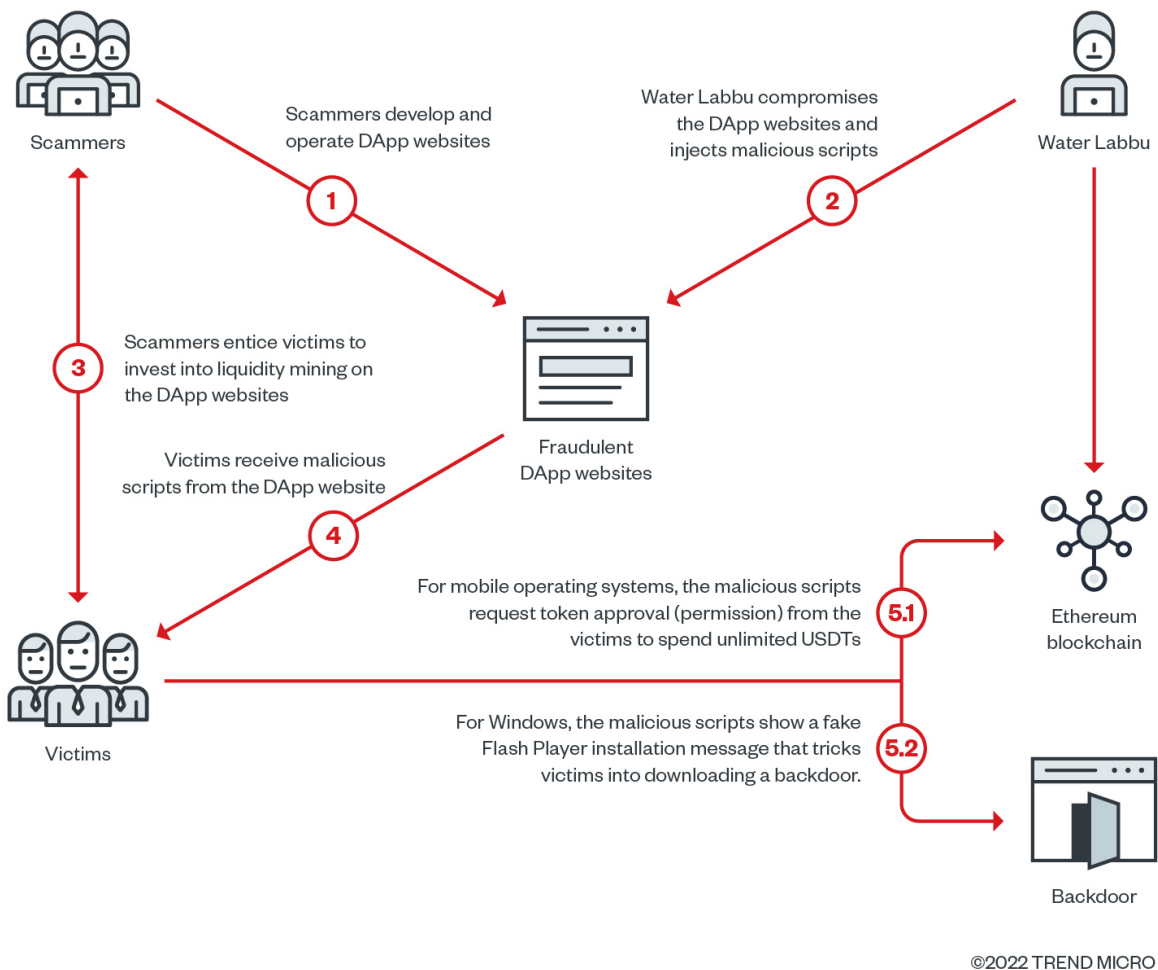 Scammers
Scammers develop and
operate DApp websites
1
Water Labbu compromises
the DApp websites and
injects malicious scripts
2
Water Labbu
3
Scammers entice victims to
invest into liquidity mining on
the DApp websites
Fraudulent
DApp websites
Victims receive malicious
scripts from the DApp website
4
For mobile operating systems, the malicious scripts
request token approval (permission) from the
victims to spend unlimited USDTs
5.1
Ethereum
blockchain
Victims
For Windows, the malicious scripts show a fake
Flash Player installation message that tricks
victims into downloading a backdoor.
5.2
Backdoor
©2022 TREND MICRO